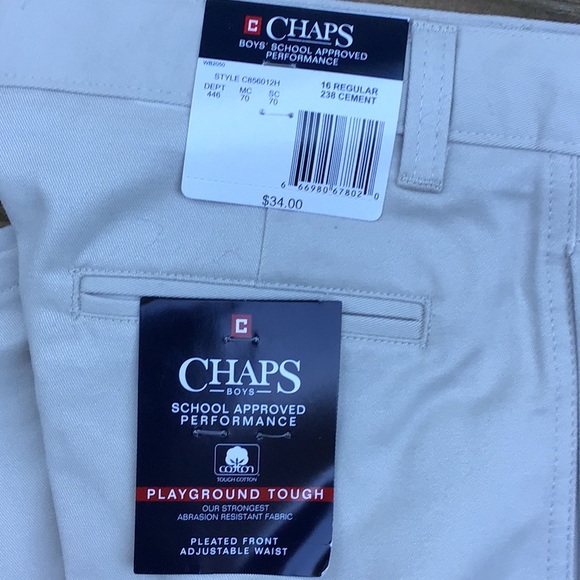 C CHAPS
BOYS' SCHOOL APPROVED
PERFORMANCE
WB2050
STYLE C856012H
DEPT MC SC
446 70 70
16 REGULAR
238 CEMENT
6 66980 67802 0
$34.00
C
CHAPS
BOYS
SCHOOL APPROVED
PERFORMANCE
cotton
TOUGH COTTON
PLAYGROUND TOUGH
OUR STRONGEST
ABRASION RESISTANT FABRIC
PLEATED FRONT
ADJUSTABLE WAIST